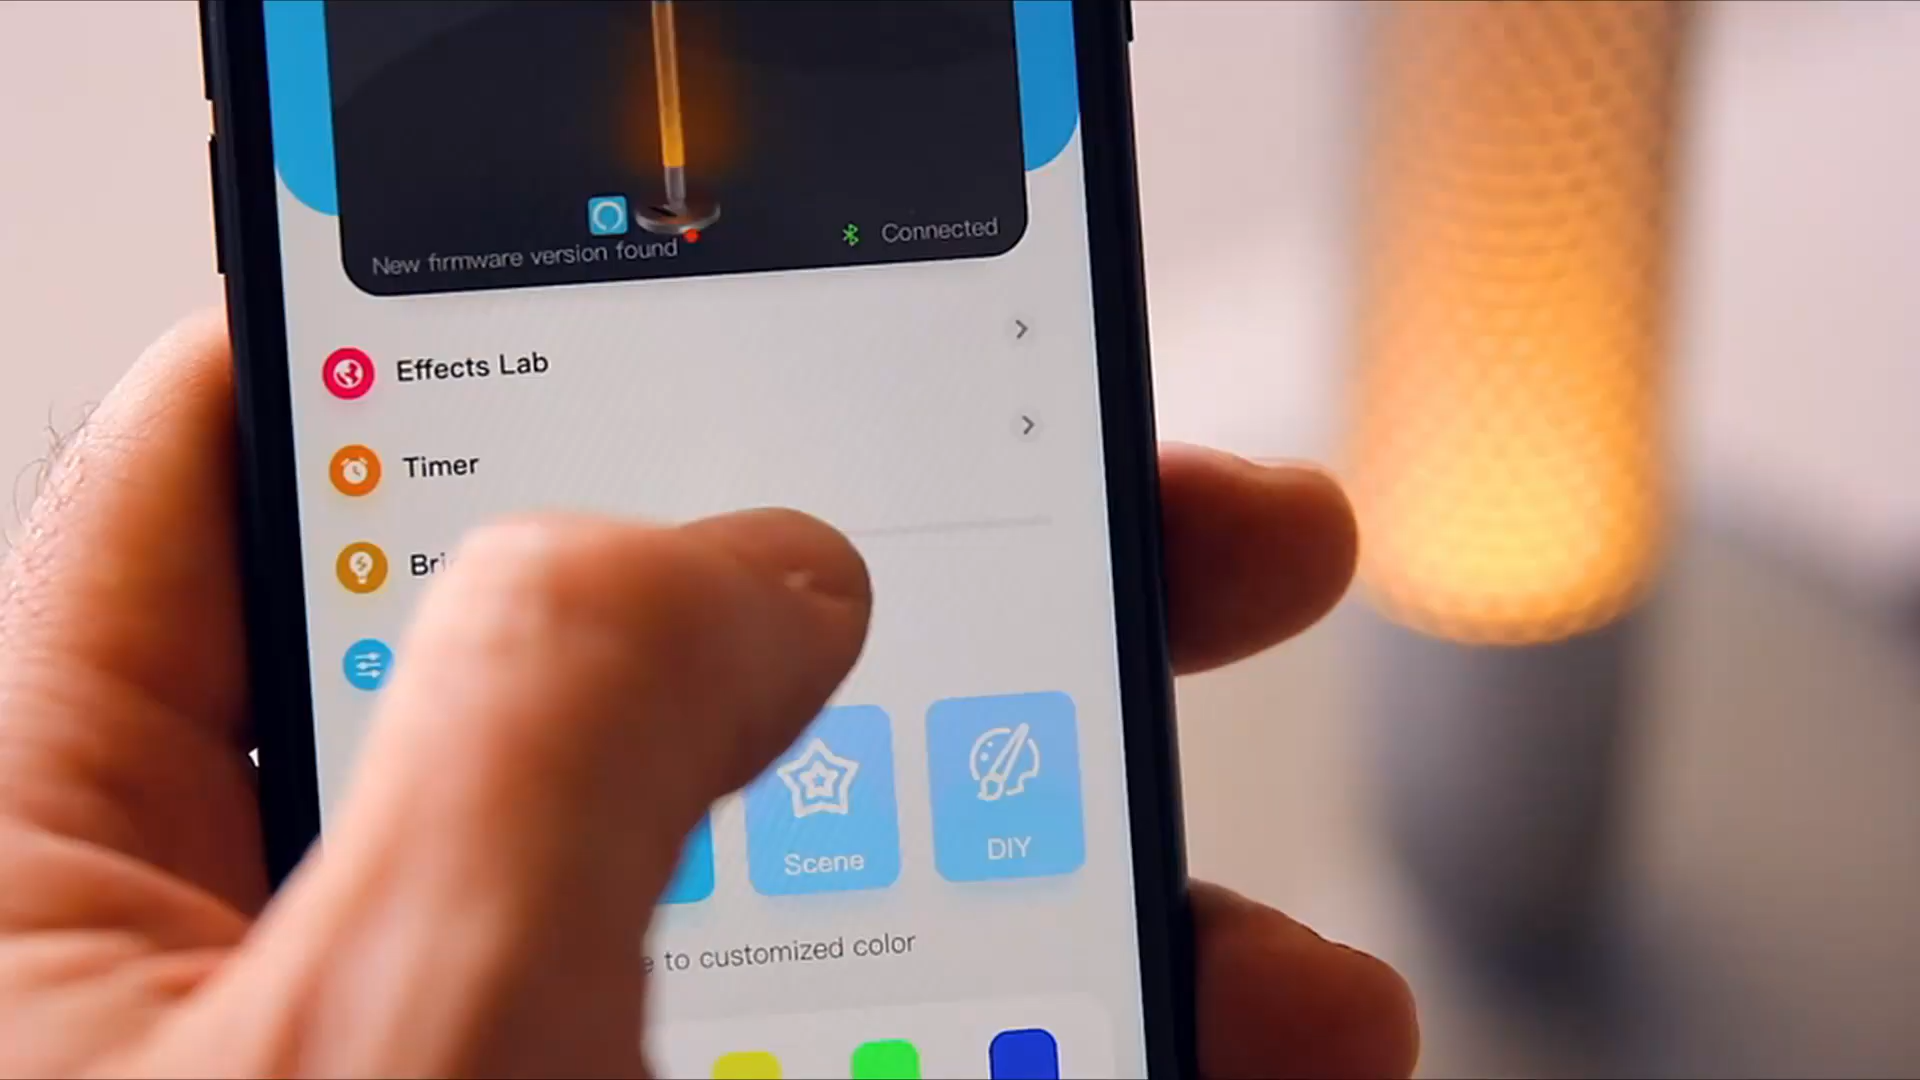 New firmware version found
Connected
Effects Lab
Timer
Scene
DIY
to customized color